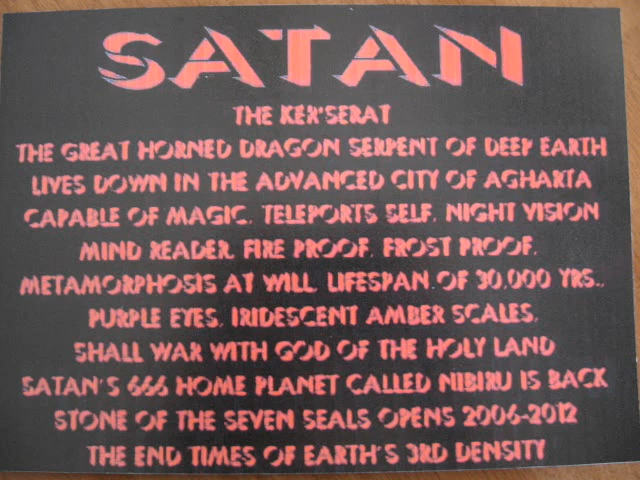 SATAN
THE KEX'SERAT
THE GREAT HORNED DRAGON SERPENT OF DEEP EARTH
LIVES DOWN IN THE ADVANCED CITY OF AGHARTA
CAPABLE OF MAGIC, TELEPORTS SELF, NIGHT VISION
MIND READER, FIRE PROOF, FROST PROOF,
METAMORPHOSIS AT WILL, LIFESPAN OF 30,000 YRS.,
PURPLE EYES, IRIDESCENT AMBER SCALES,
SHALL WAR WITH GOD OF THE HOLY LAND
SATAN'S 666 HOME PLANET CALLED NIBIRU IS BACK
STONE OF THE SEVEN SEALS OPENS 2006-2012
THE END TIMES OF EARTH'S 3RD DENSITY